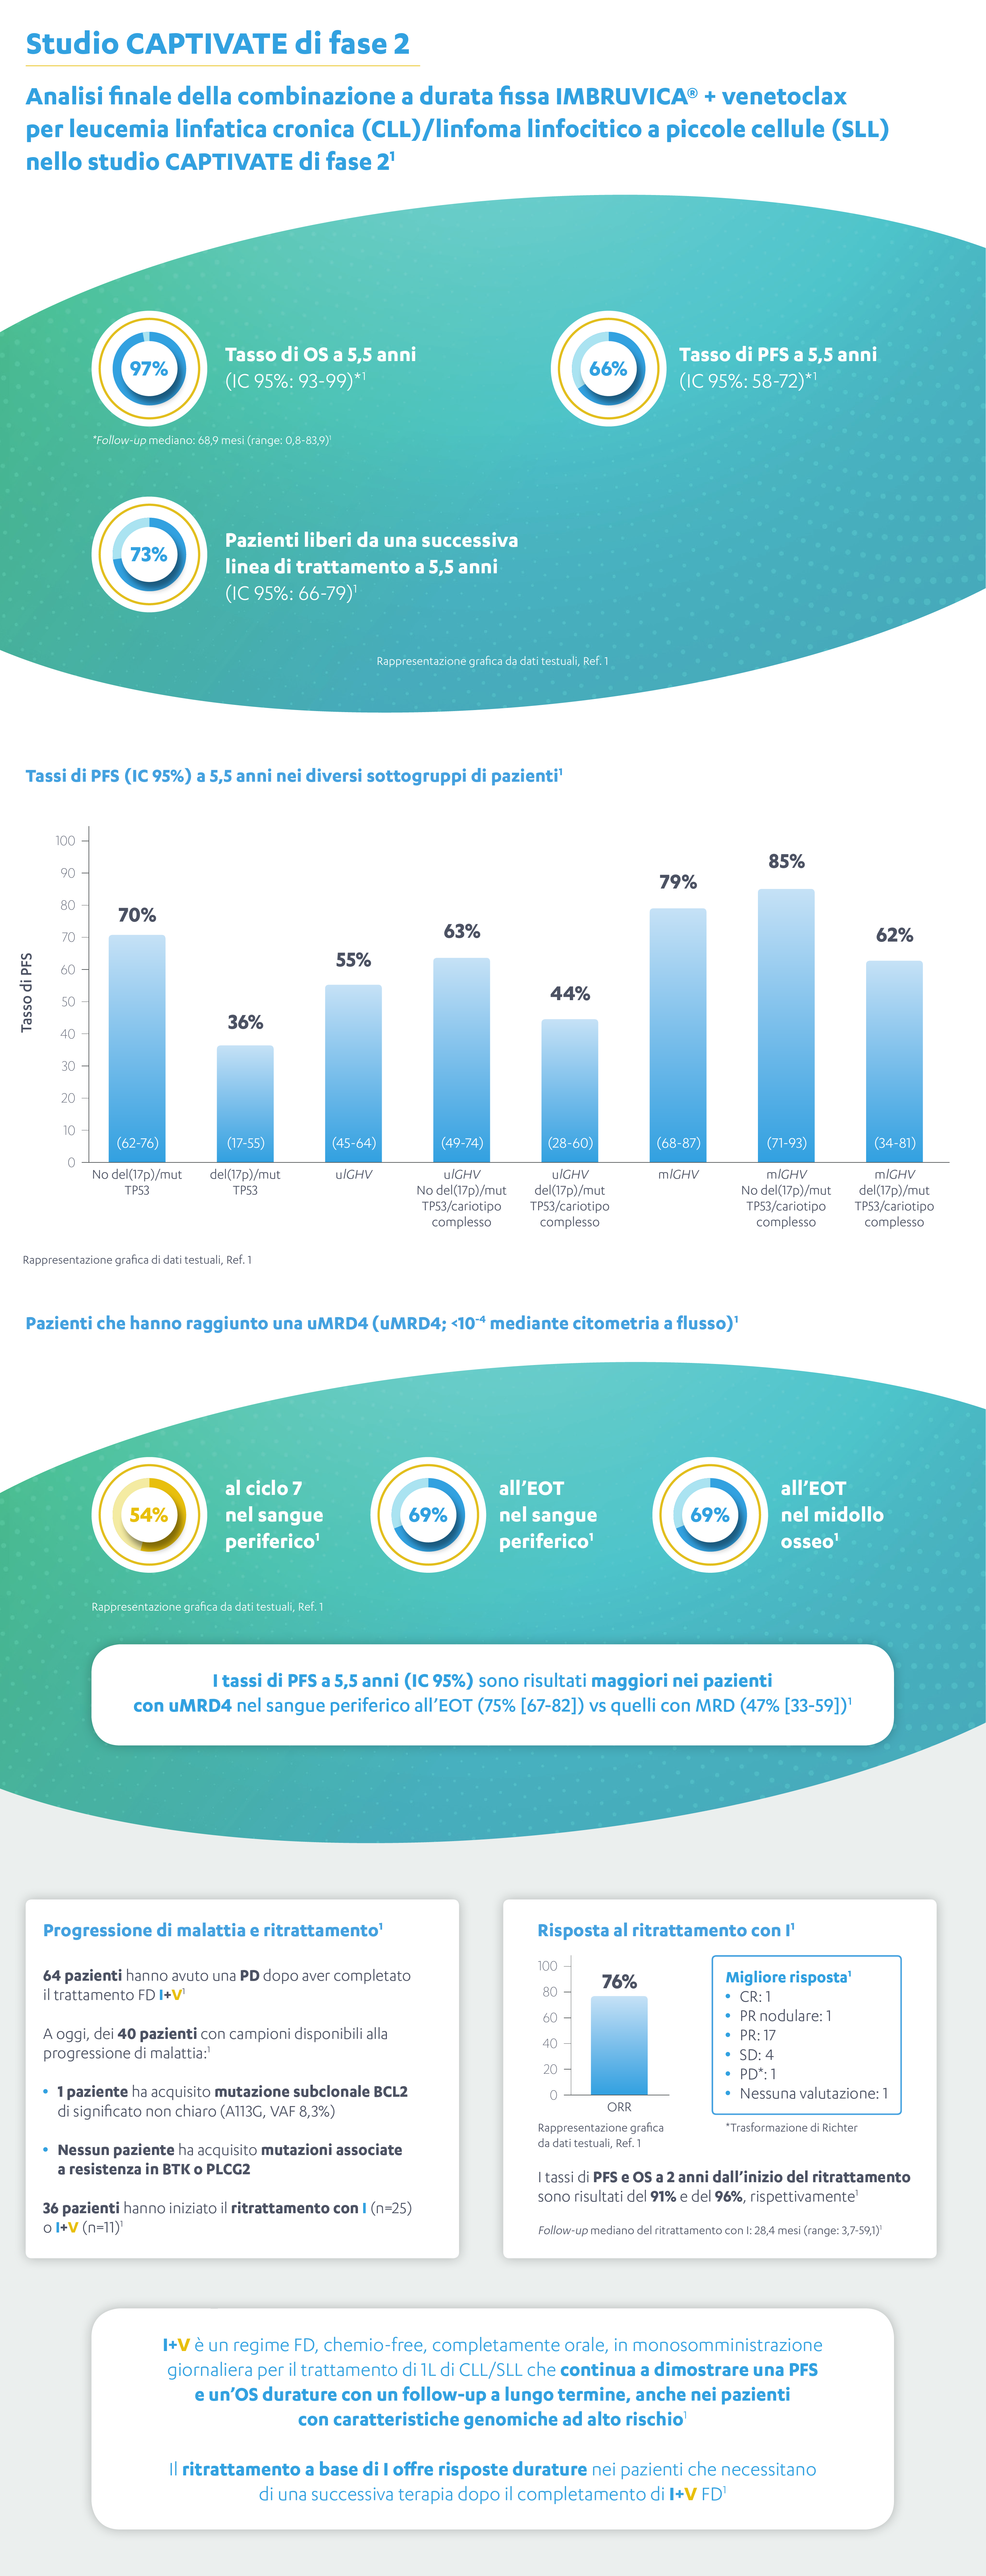 Studio CAPTIVATE di fase 2
Analisi finale della combinazione a durata fissa IMBRUVICA® + venetoclax
per leucemia linfatica cronica (CLL)/linfoma linfocitico a piccole cellule (SLL)
nello studio CAPTIVATE di fase 2¹
97%
Tasso di OS a 5,5 anni
(IC 95%: 93-99)*¹
66%
Tasso di PFS a 5,5 anni
(IC 95%: 58-72)*¹
*Follow-up mediano: 68,9 mesi (range: 0,8-83,9)¹
73%
Pazienti liberi da una successiva
linea di trattamento a 5,5 anni
(IC 95%: 66-79)¹
Rappresentazione grafica da dati testuali, Ref. 1
Tassi di PFS (IC 95%) a 5,5 anni nei diversi sottogruppi di pazienti¹
Tasso di PFS
100
90
80
70
60
50
40
30
20
10
0
70%
36%
55%
63%
44%
79%
85%
62%
(62-76)
(17-55)
(45-64)
(49-74)
(28-60)
(68-87)
(71-93)
(34-81)
No del(17p)/mut
TP53
del(17p)/mut
TP53
uIGHV
uIGHV
No del(17p)/mut
TP53/cariotipo
complesso
uIGHV
del(17p)/mut
TP53/cariotipo
complesso
mIGHV
mIGHV
No del(17p)/mut
TP53/cariotipo
complesso
mIGHV
del(17p)/mut
TP53/cariotipo
complesso
Rappresentazione grafica di dati testuali, Ref. 1
Pazienti che hanno raggiunto una uMRD4 (uMRD4; <10⁻⁴ mediante citometria a flusso)¹
54%
al ciclo 7
nel sangue
periferico¹
69%
all'EOT
nel sangue
periferico¹
69%
all'EOT
nel midollo
osseo¹
Rappresentazione grafica da dati testuali, Ref. 1
I tassi di PFS a 5,5 anni (IC 95%) sono risultati maggiori nei pazienti
con uMRD4 nel sangue periferico all'EOT (75% [67-82]) vs quelli con MRD (47% [33-59])¹
Progressione di malattia e ritrattamento¹
64 pazienti hanno avuto una PD dopo aver completato
il trattamento FD I+V¹
A oggi, dei 40 pazienti con campioni disponibili alla
progressione di malattia:¹
• 1 paziente ha acquisito mutazione subclonale BCL2
di significato non chiaro (A113G, VAF 8,3%)
• Nessun paziente ha acquisito mutazioni associate
a resistenza in BTK o PLCG2
36 pazienti hanno iniziato il ritrattamento con I (n=25)
o I+V (n=11)¹
Risposta al ritrattamento con I¹
100
80
60
40
20
0
76%
ORR
Rappresentazione grafica
da dati testuali, Ref. 1
Migliore risposta¹
• CR: 1
• PR nodulare: 1
• PR: 17
• SD: 4
• PD*: 1
• Nessuna valutazione: 1
*Trasformazione di Richter
I tassi di PFS e OS a 2 anni dall'inizio del ritrattamento
sono risultati del 91% e del 96%, rispettivamente¹
Follow-up mediano del ritrattamento con I: 28,4 mesi (range: 3,7-59,1)¹
I+V è un regime FD, chemio-free, completamente orale, in monosomministrazione
giornaliera per il trattamento di 1L di CLL/SLL che continua a dimostrare una PFS
e un'OS durature con un follow-up a lungo termine, anche nei pazienti
con caratteristiche genomiche ad alto rischio¹
Il ritrattamento a base di I offre risposte durature nei pazienti che necessitano
di una successiva terapia dopo il completamento di I+V FD¹